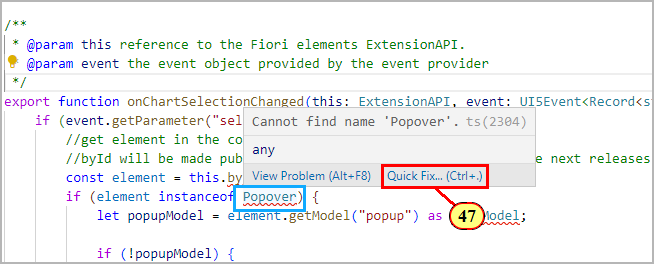 /**
* @param this reference to the Fiori elements ExtensionAPI.
* @param event the event object provided by the event provider
*/
export function onChartSelectionChanged(this: ExtensionAPI, event: UI5Event<Record<s
if (event.getParameter("sel
Cannot find name 'Popover'. ts(2304)
//get element in the co
any
//byId will be made pub
e next releases
View Problem (Alt+F8) Quick Fix... (Ctrl+.)
const element = this.by
if (element instanceof Popover) {
47
let popupModel = element.getModel("popup") as Model;
if (!popupModel) {